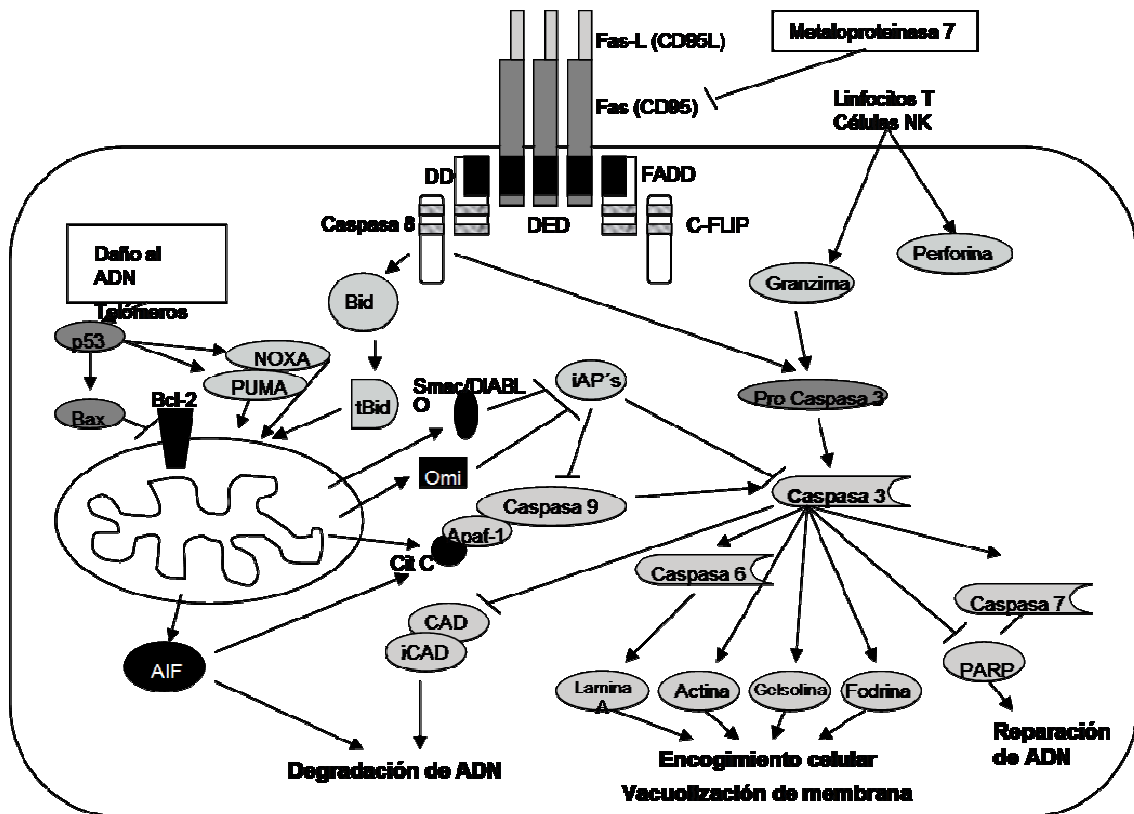 Fas-L (CD95L)
Metaloproteinasa 7
Fas (CD95)
Linfocitos T
Células NK
DD
FADD
Caspasa 8
DED
C-FLIP
Daño al
ADN
Telómeros
Perforina
Granzima
Bid
p53
NOXA
PUMA
Smac/DIABL
O
iAP´s
Bcl-2
tBid
Pro Caspasa 3
Bax
Omi
Caspasa 3
Caspasa 9
Apaf-1
Cit C
Caspasa 6
Caspasa 7
CAD
iCAD
AIF
PARP
Lamina
A
Actina
Gelsolina
Fodrina
Reparación
de ADN
Degradación de ADN
Encogimiento celular
Vacuolización de membrana